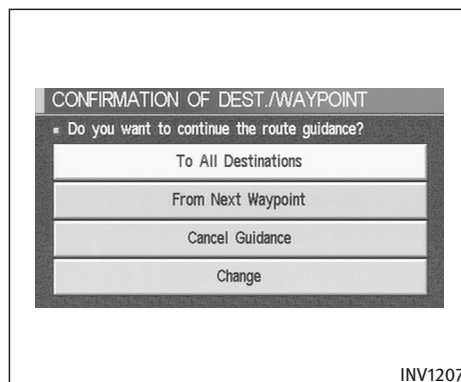 CONFIRMATION OF DEST./WAYPOINT
Do you want to continue the route guidance?
To All Destinations
From Next Waypoint
Cancel Guidance
Change
INV1207